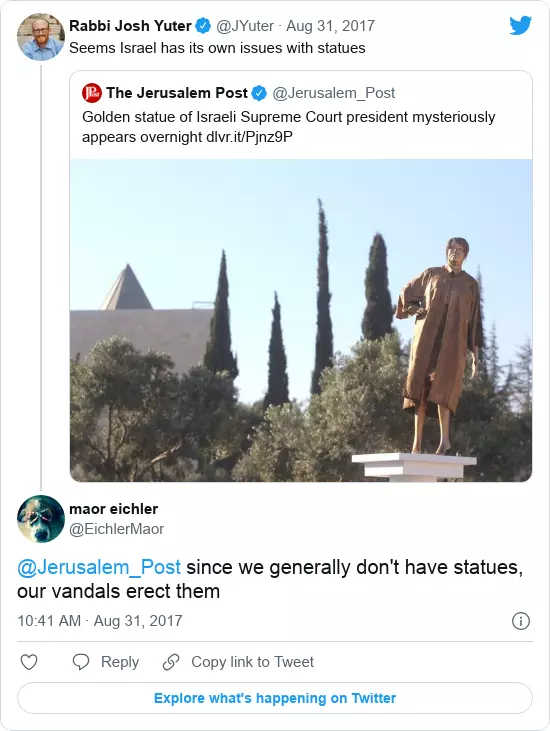 Rabbi Josh Yuter @JYuter · Aug 31, 2017
Seems Israel has its own issues with statues
The Jerusalem Post @Jerusalem_Post
Golden statue of Israeli Supreme Court president mysteriously
appears overnight dlvr.it/Pjnz9P
maor eichler
@EichlerMaor
@Jerusalem_Post since we generally don't have statues,
our vandals erect them
10:41 AM · Aug 31, 2017
Reply Copy link to Tweet
Explore what's happening on Twitter